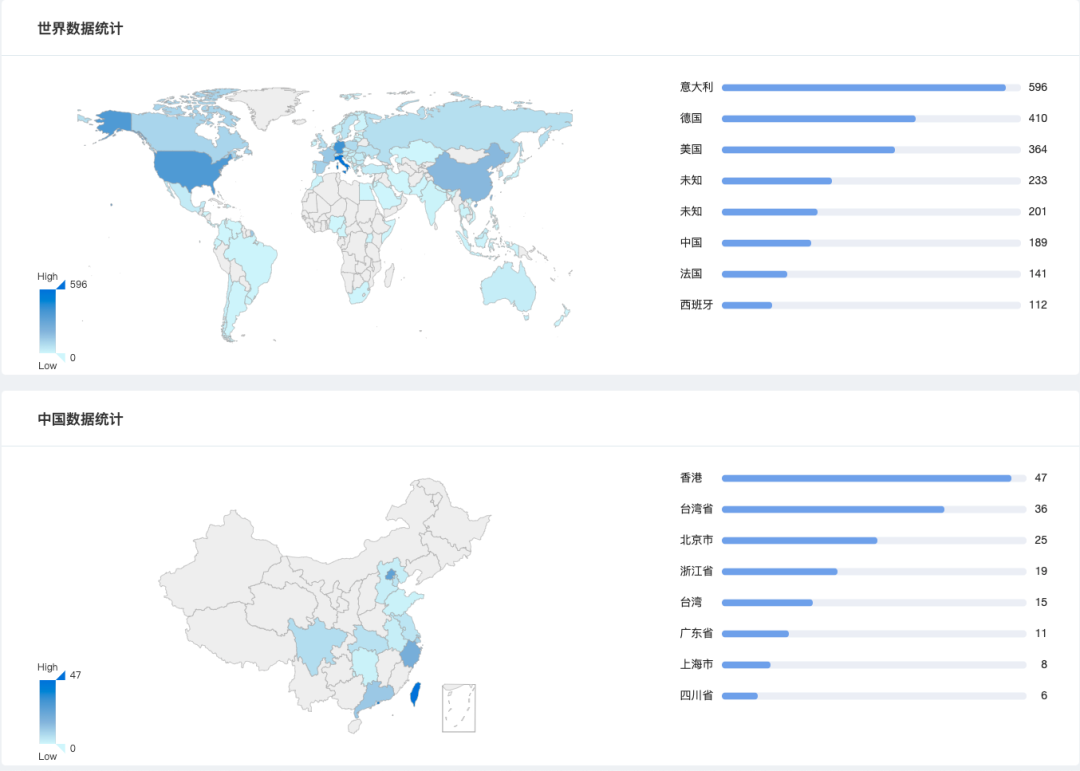 世界数据统计
意大利 596
德国 410
美国 364
未知 233
未知 201
中国 189
法国 141
西班牙 112
High
596
0
Low
中国数据统计
香港 47
台湾省 36
北京市 25
浙江省 19
台湾 15
广东省 11
上海市 8
四川省 6
High
47
0
Low